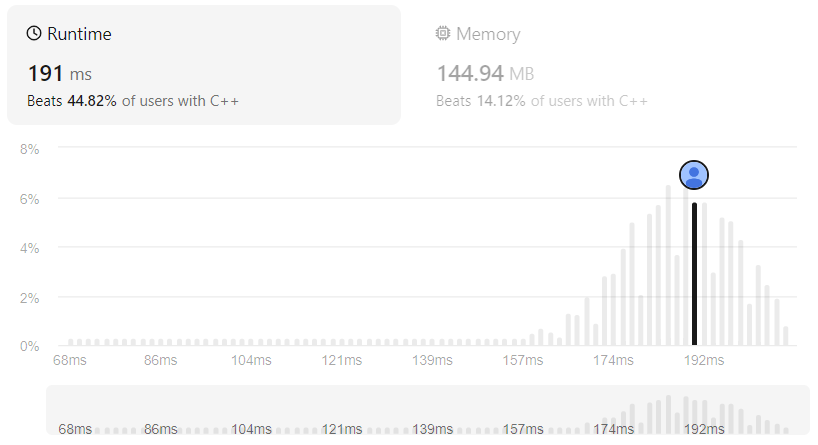 Runtime
191 ms
Beats 44.82% of users with C++
Memory
144.94 MB
Beats 14.12% of users with C++
8%
6%
4%
2%
0%
68ms 86ms 104ms 121ms 139ms 157ms 174ms 192ms
68ms 86ms 104ms 121ms 139ms 157ms 174ms 192ms